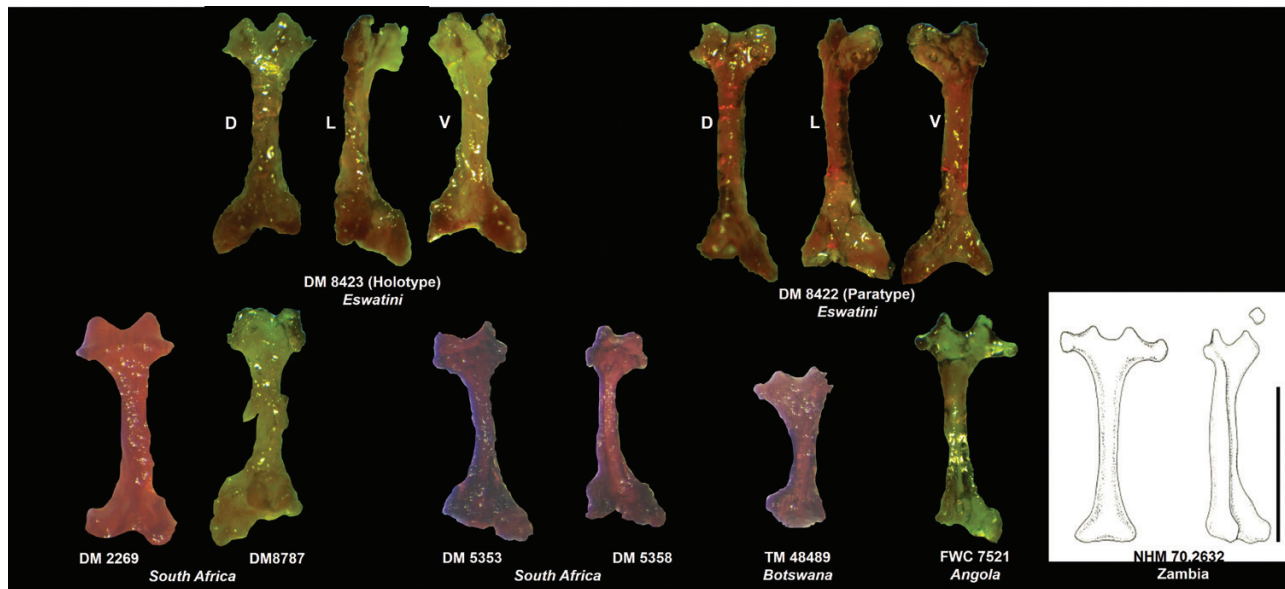 D L V
D L V
DM 8423 (Holotype)
Eswatini
DM 8422 (Paratype)
Eswatini
DM 2269 DM8787
South Africa
DM 5353 DM 5358
South Africa
TM 48489
Botswana
FWC 7521
Angola
NHM 70.2632
Zambia